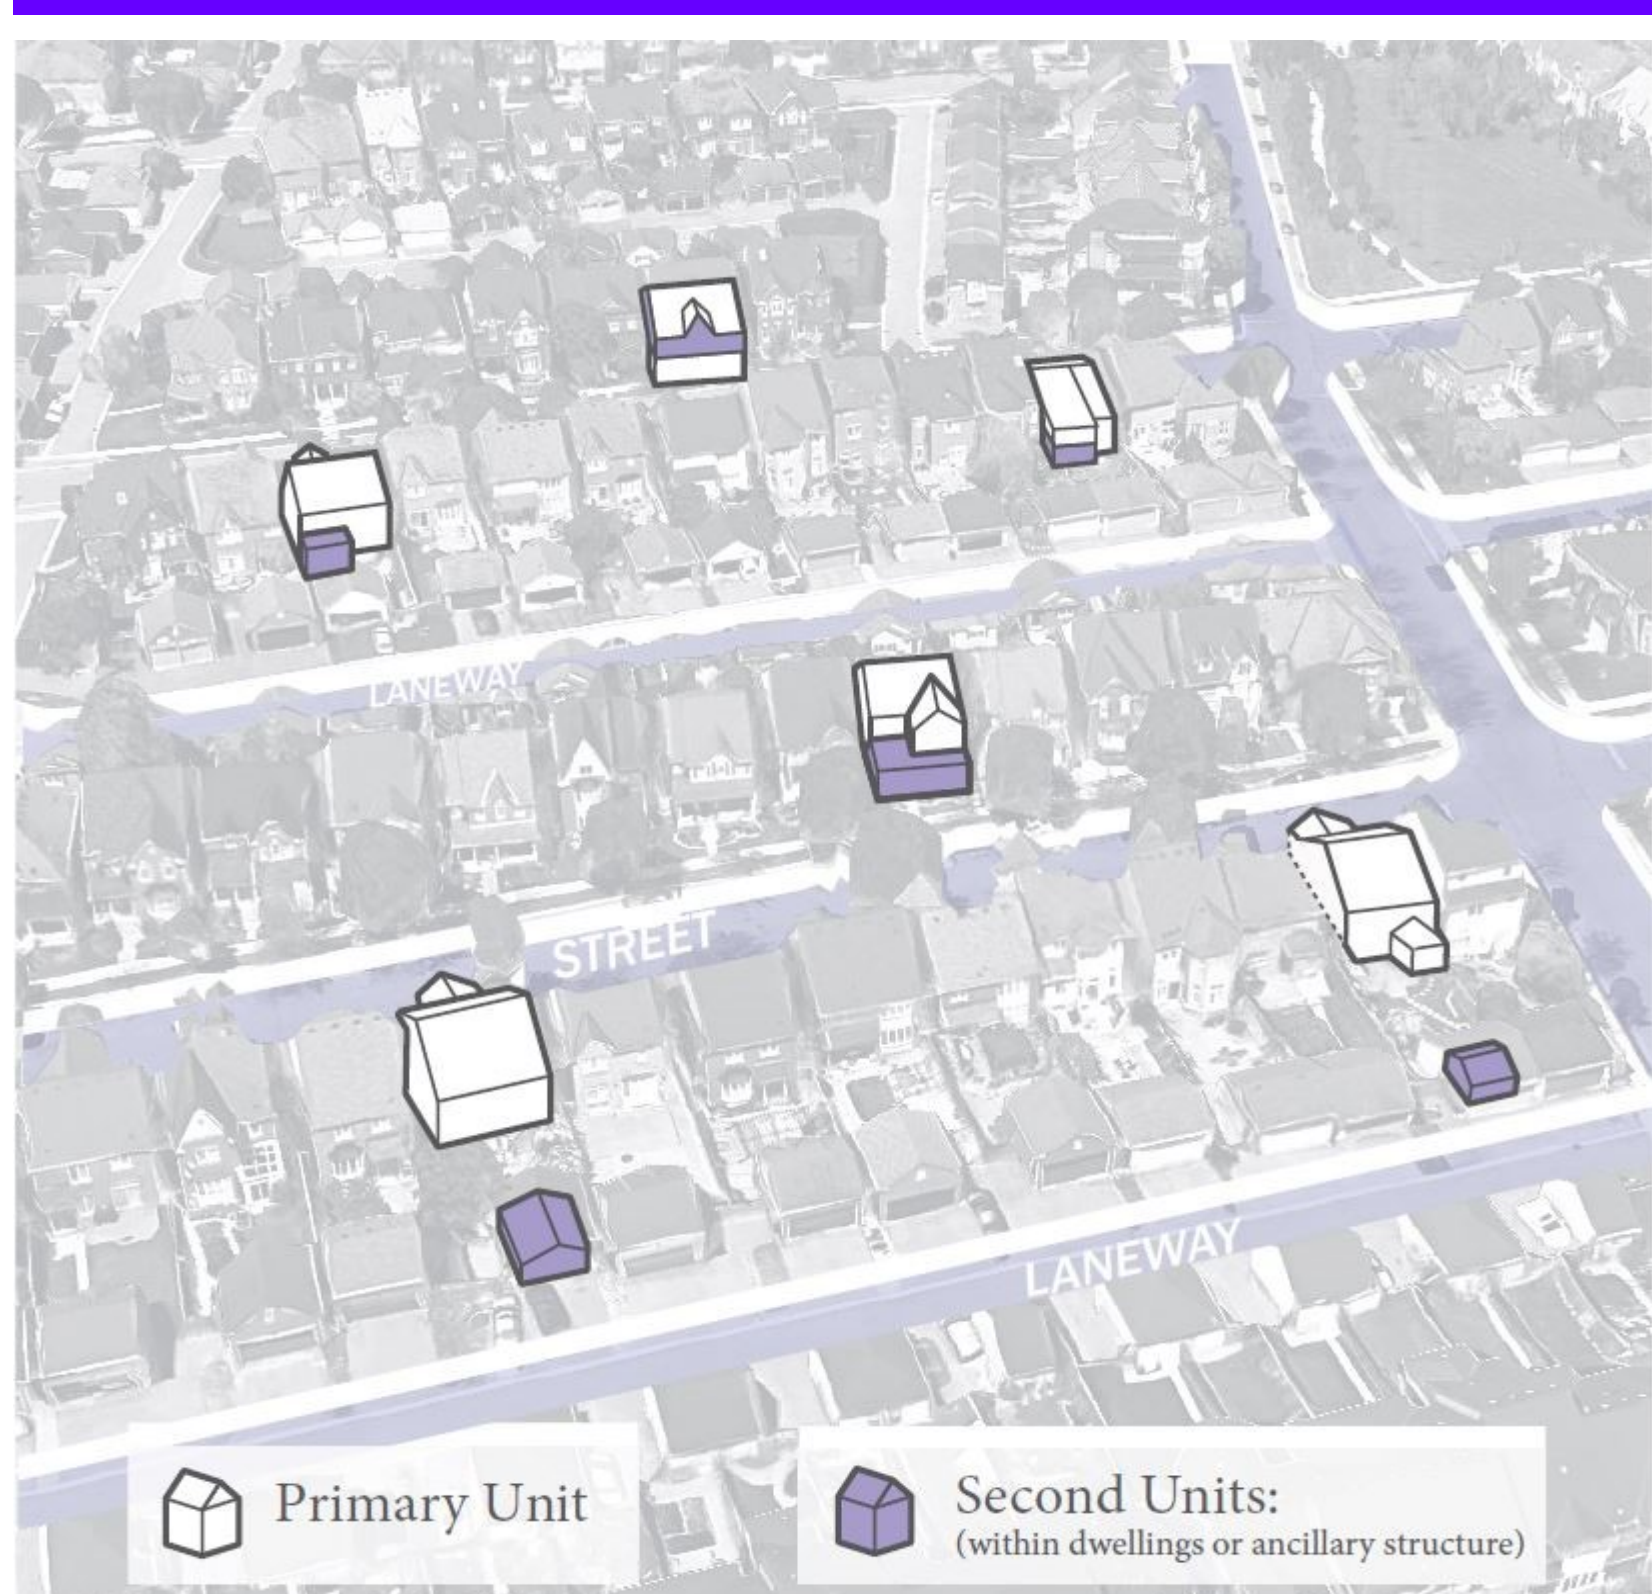 LANEWAY
STREET
LANEWAY
Primary Unit
Second Units:
(within dwellings or ancillary structure)